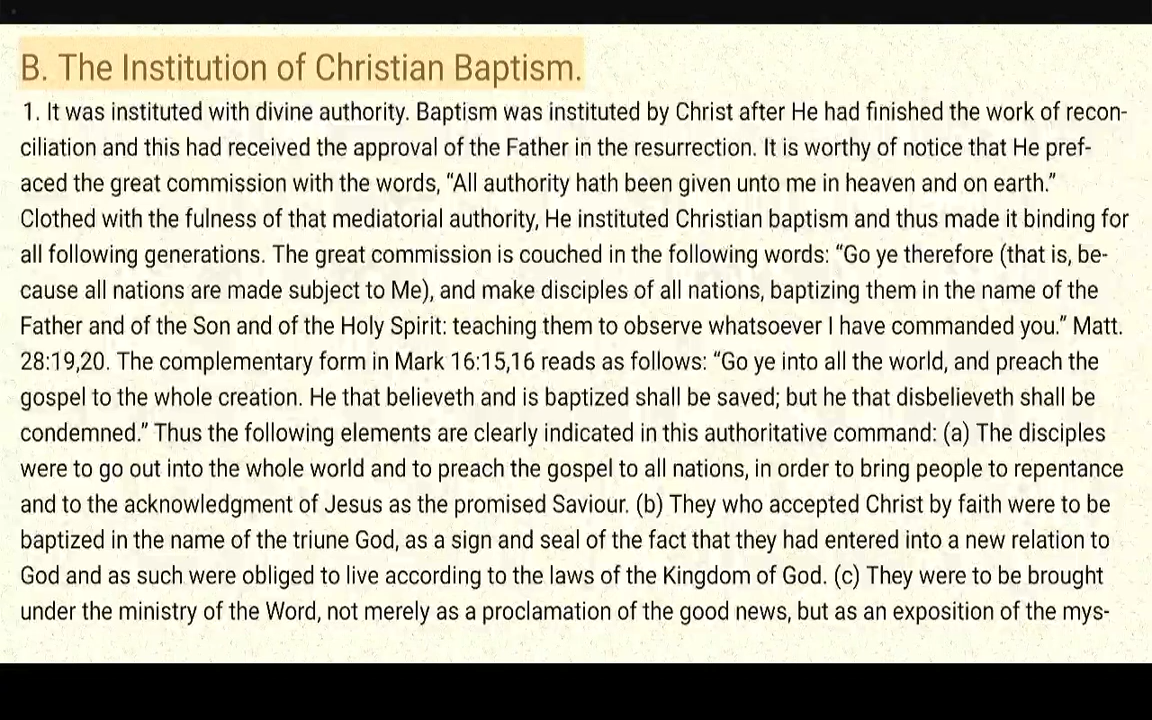 B. The Institution of Christian Baptism.
1. It was instituted with divine authority. Baptism was instituted by Christ after He had finished the work of recon-
ciliation and this had received the approval of the Father in the resurrection. It is worthy of notice that He pref-
aced the great commission with the words, “All authority hath been given unto me in heaven and on earth.”
Clothed with the fulness of that mediatorial authority, He instituted Christian baptism and thus made it binding for
all following generations. The great commission is couched in the following words: “Go ye therefore (that is, be-
cause all nations are made subject to Me), and make disciples of all nations, baptizing them in the name of the
Father and of the Son and of the Holy Spirit: teaching them to observe whatsoever I have commanded you.” Matt.
28:19,20. The complementary form in Mark 16:15,16 reads as follows: “Go ye into all the world, and preach the
gospel to the whole creation. He that believeth and is baptized shall be saved; but he that disbelieveth shall be
condemned.” Thus the following elements are clearly indicated in this authoritative command: (a) The disciples
were to go out into the whole world and to preach the gospel to all nations, in order to bring people to repentance
and to the acknowledgment of Jesus as the promised Saviour. (b) They who accepted Christ by faith were to be
baptized in the name of the triune God, as a sign and seal of the fact that they had entered into a new relation to
God and as such were obliged to live according to the laws of the Kingdom of God. (c) They were to be brought
under the ministry of the Word, not merely as a proclamation of the good news, but as an exposition of the mys-